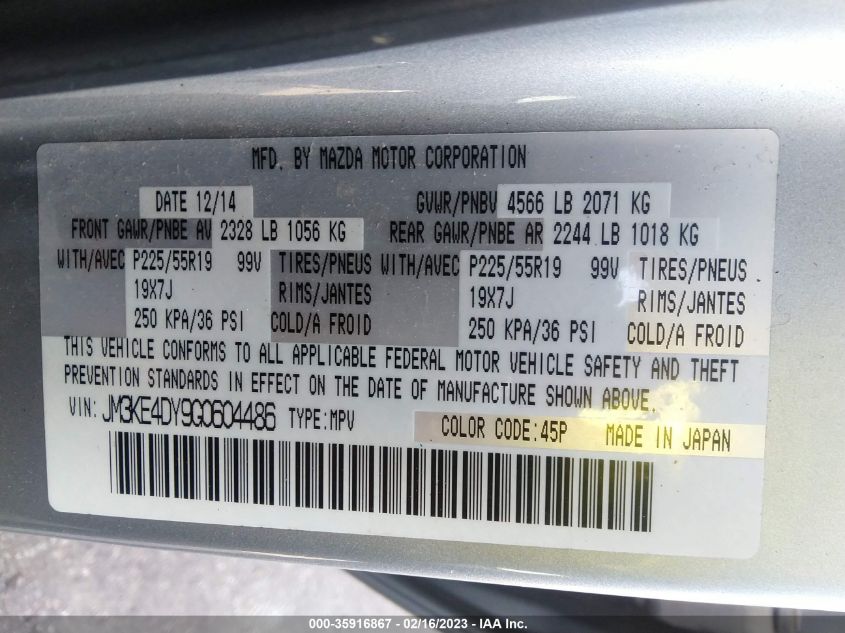 MFD. BY MAZDA MOTOR CORPORATION
DATE 12/14 GVWR/PNBV 4566 LB 2071 KG
FRONT GAWR/PNBE AV 2328 LB 1056 KG REAR GAWR/PNBE AR 2244 LB 1018 KG
WITH/AVEC P225/55R19 99V TIRES/PNEUS WITH/AVEC P225/55R19 99V TIRES/PNEUS
19X7J RIMS/JANTES 19X7J RIMS/JANTES
250 KPA/36 PSI COLD/A FROID 250 KPA/36 PSI COLD/A FROID
THIS VEHICLE CONFORMS TO ALL APPLICABLE FEDERAL MOTOR VEHICLE SAFETY AND THEFT
PREVENTION STANDARDS IN EFFECT ON THE DATE OF MANUFACTURE SHOWN ABOVE.
VIN: JM3KE4DY9G0604486 TYPE:MPV COLOR CODE:45P MADE IN JAPAN
000-35916867 - 02/16/2023 - IAA Inc.